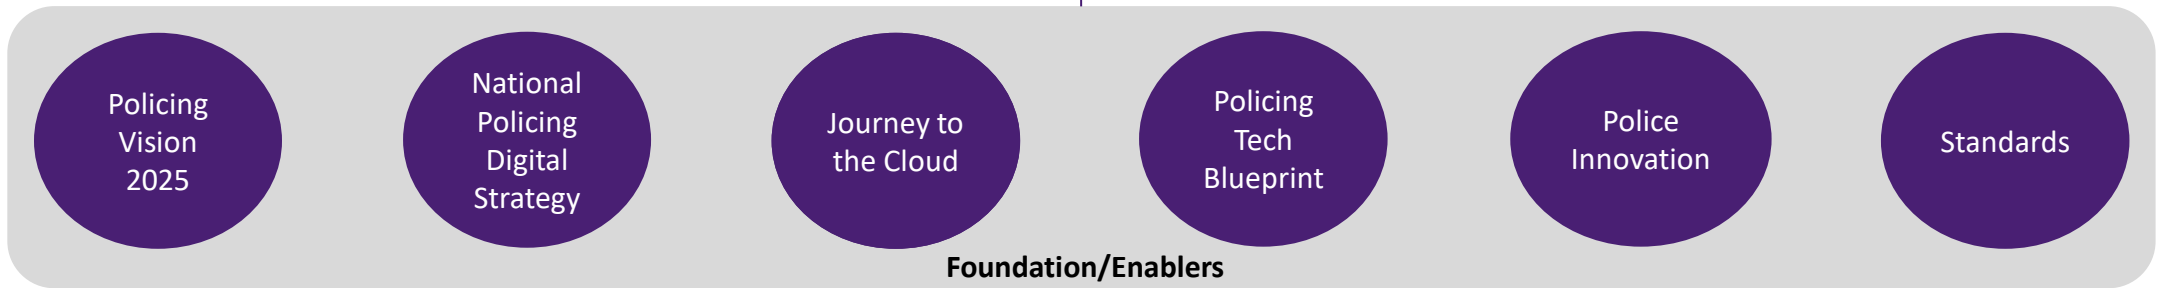 Policing
Vision
2025
National
Policing
Digital
Strategy
Journey to
the Cloud
Policing
Tech
Blueprint
Police
Innovation
Standards
Foundation/Enablers